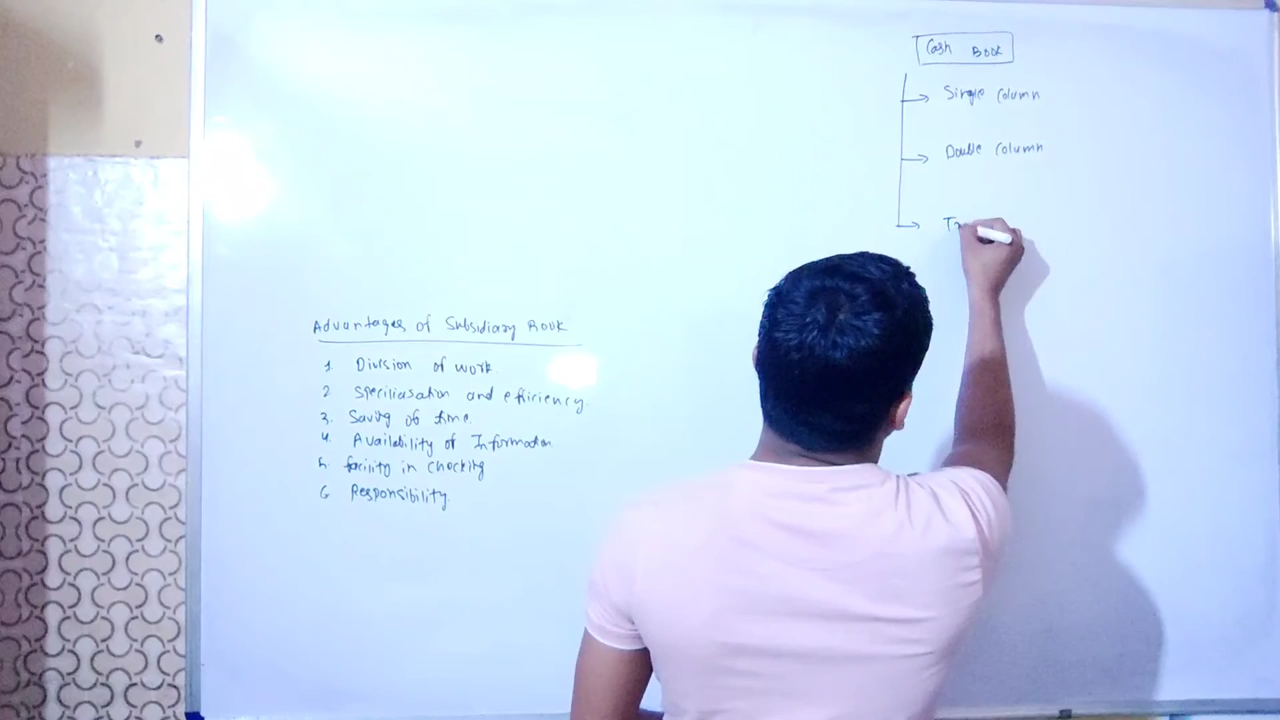 Cash Book
Single Column
Double Column
Tr
Advantages of Subsidiary Book
1. Division of work
2 Speciliasation and efficiency.
3. Saving of time.
4. Availability of Information
5. facility in checking
6 Responsibility.